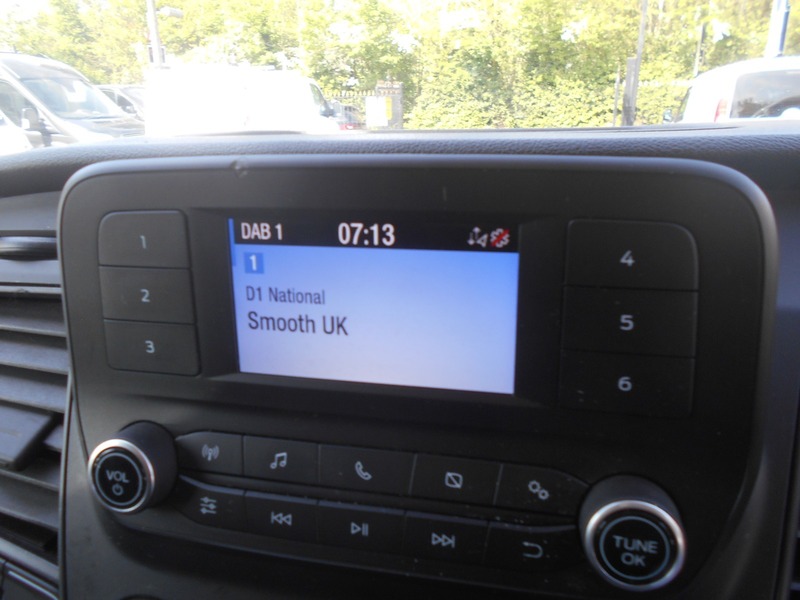 DAB 1 07:13
1
D1 National
Smooth UK
1
2
3
4
5
6
VOL
TUNE
OK